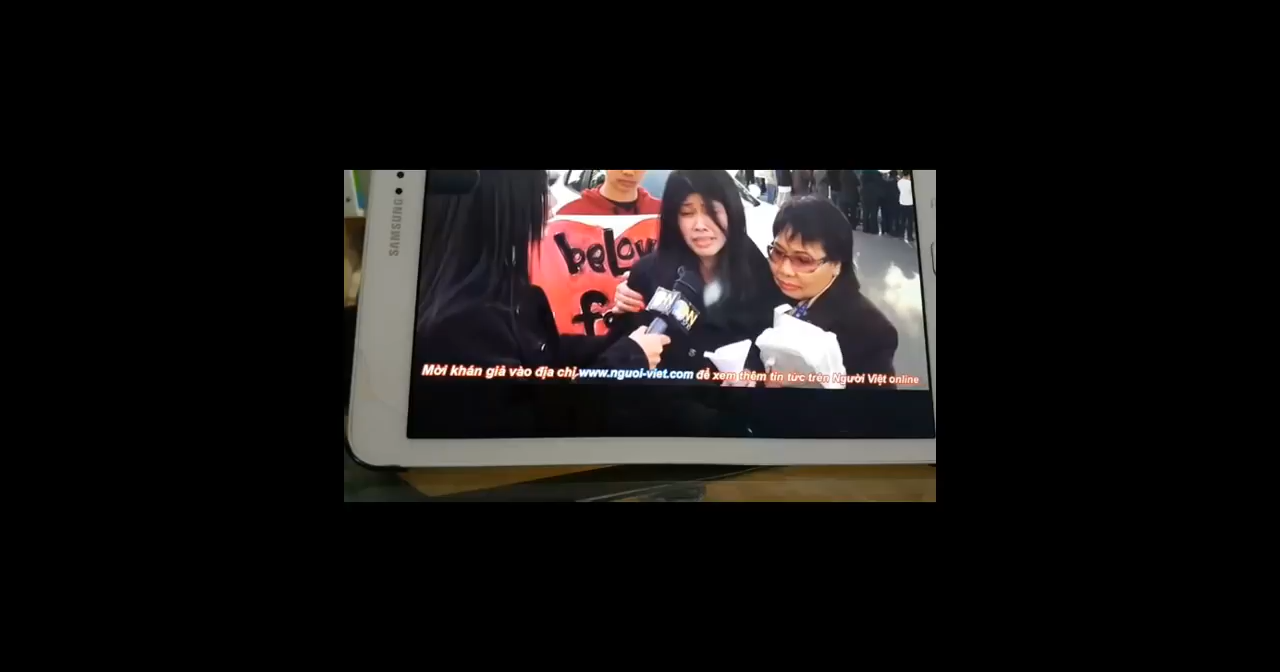 SAMSUNG
belov
f
Mời khán giả vào địa chỉ www.nguoi-viet.com để xem thêm tin tức trên Người Việt online